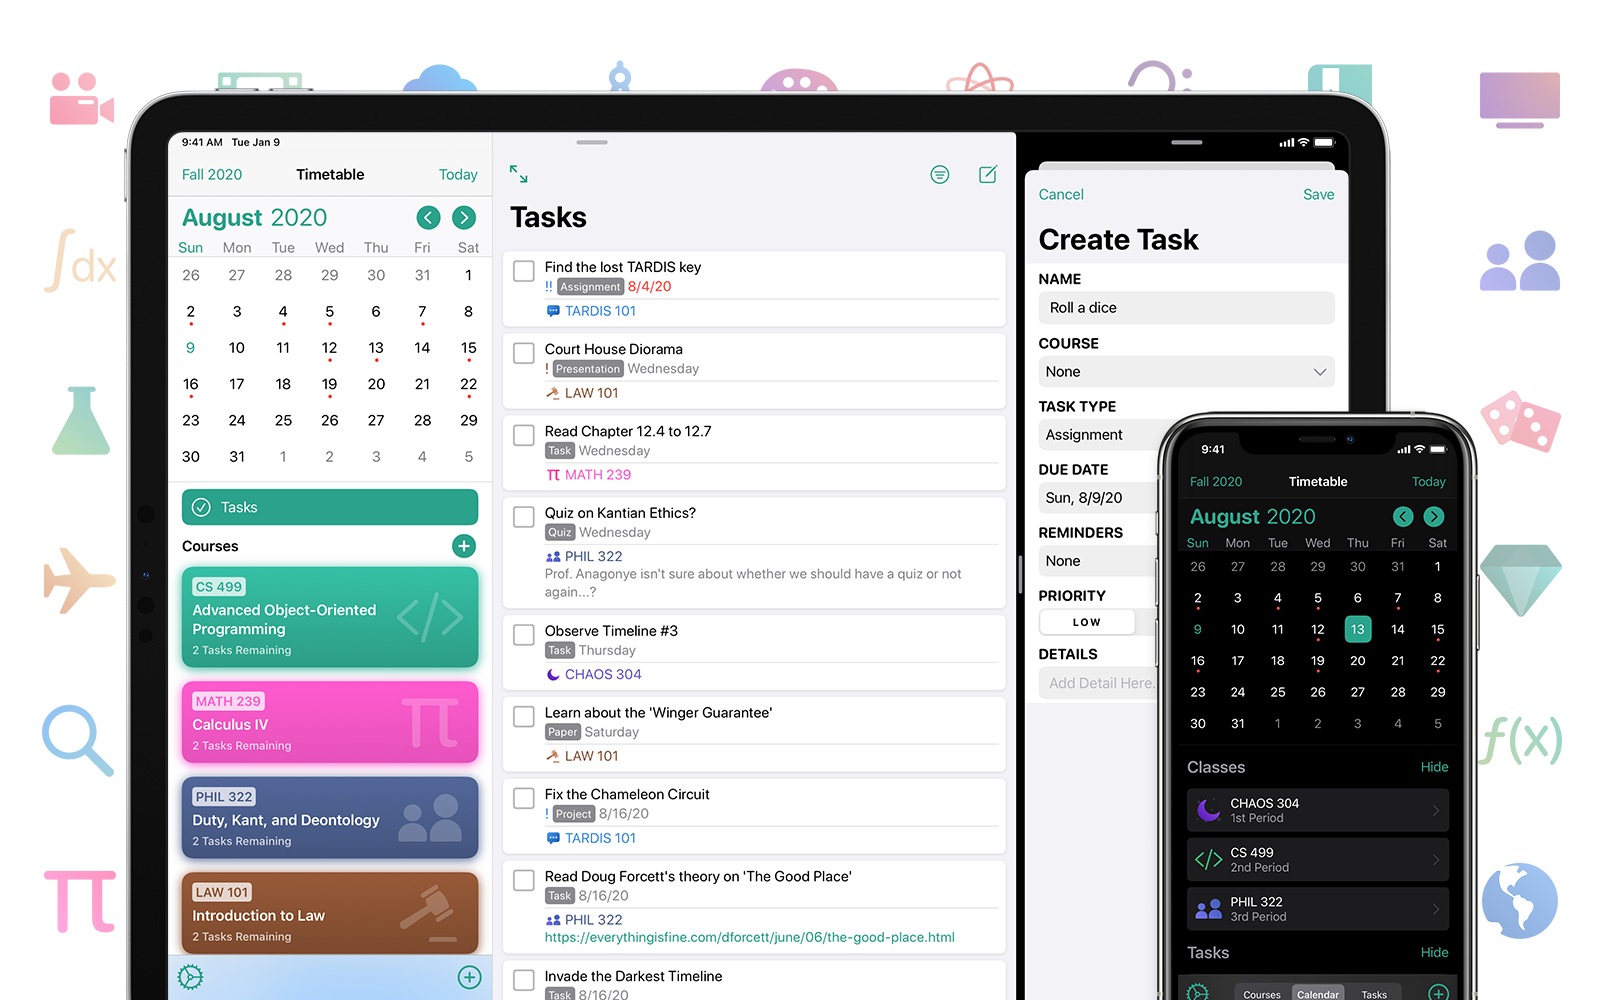 ∫dx
π
f(x)
9:41 AM Tue Jan 9
Fall 2020 Timetable Today
August 2020
Sun Mon Tue Wed Thu Fri Sat
26 27 28 29 30 31 1
2 3 4 5 6 7 8
9 10 11 12 13 14 15
16 17 18 19 20 21 22
23 24 25 26 27 28 29
30 31 1 2 3 4 5
Tasks
Courses
CS 499
Advanced Object-Oriented
Programming
2 Tasks Remaining
</>
MATH 239
Calculus IV
2 Tasks Remaining
π
PHIL 322
Duty, Kant, and Deontology
2 Tasks Remaining
LAW 101
Introduction to Law
2 Tasks Remaining
Tasks
Find the lost TARDIS key
!! Assignment 8/4/20
TARDIS 101
Court House Diorama
! Presentation Wednesday
LAW 101
Read Chapter 12.4 to 12.7
Task Wednesday
π MATH 239
Quiz on Kantian Ethics?
Quiz Wednesday
PHIL 322
Prof. Anagonye isn't sure about whether we should have a quiz or not
again...?
Observe Timeline #3
Task Thursday
CHAOS 304
Learn about the 'Winger Guarantee'
Paper Saturday
LAW 101
Fix the Chameleon Circuit
! Project 8/16/20
TARDIS 101
Read Doug Forcett's theory on 'The Good Place'
Task 8/16/20
PHIL 322
https://everythingisfine.com/dforcett/june/06/the-good-place.html
Invade the Darkest Timeline
Task 8/16/20
Cancel Save
Create Task
NAME
Roll a dice
COURSE
None
TASK TYPE
Assignment
DUE DATE
Sun, 8/9/20
REMINDERS
None
PRIORITY
LOW
DETAILS
Add Detail Here.
9:41
Fall 2020 Timetable Today
August 2020
Sun Mon Tue Wed Thu Fri Sat
26 27 28 29 30 31 1
2 3 4 5 6 7 8
9 10 11 12 13 14 15
16 17 18 19 20 21 22
23 24 25 26 27 28 29
30 31 1 2 3 4 5
Classes Hide
CHAOS 304
1st Period
</> CS 499
2nd Period
PHIL 322
3rd Period
Tasks Hide
Courses Calendar Tasks